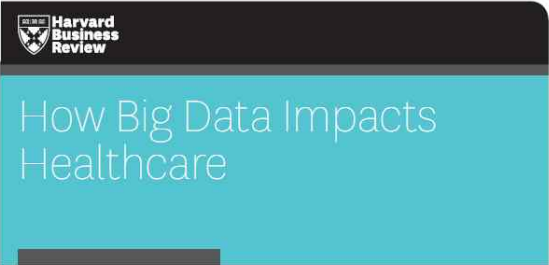 Harvard
Business
Review
How Big Data Impacts
Healthcare